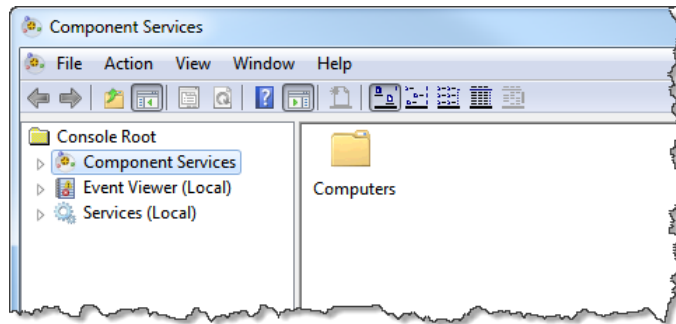 Component Services
File Action View Window Help
Console Root
Component Services
Event Viewer (Local)
Services (Local)
Computers